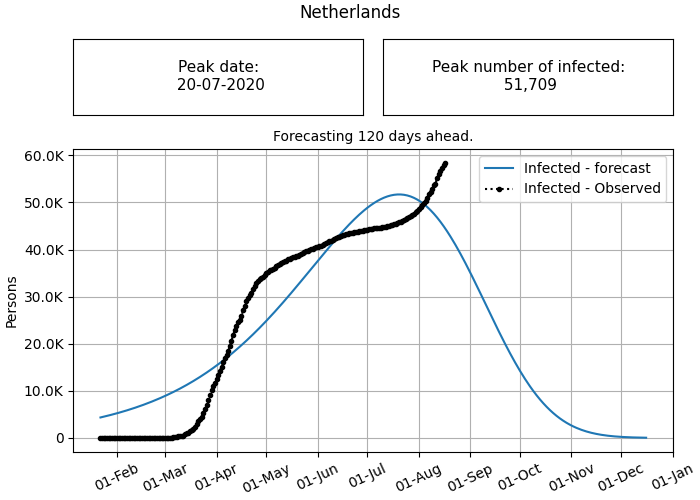 Netherlands
Peak date:
20-07-2020
Peak number of infected:
51,709
Forecasting 120 days ahead.
60.0K
50.0K
40.0K
30.0K
20.0K
10.0K
0
Persons
Infected - forecast
Infected - Observed
01-Feb
01-Mar
01-Apr
01-May
01-Jun
01-Jul
01-Aug
01-Sep
01-Oct
01-Nov
01-Dec
01-Jan